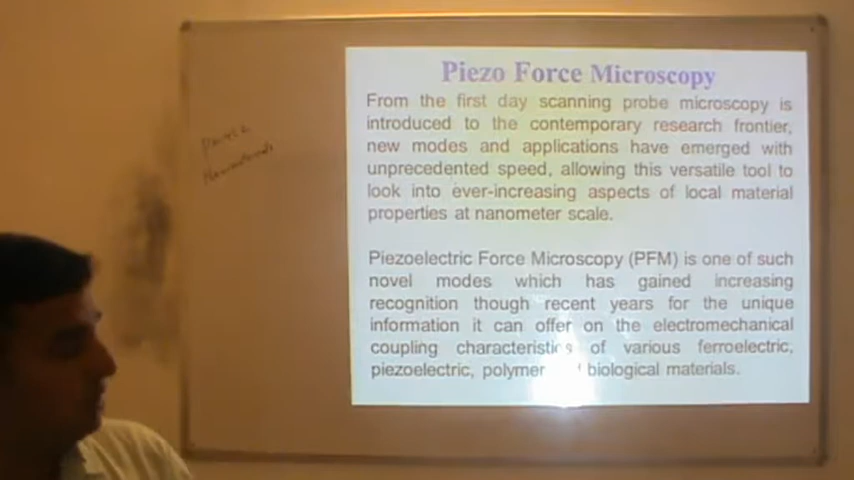 Piezo Force Microscopy
From the first day scanning probe microscopy is
introduced to the contemporary research frontier,
new modes and applications have emerged with
unprecedented speed, allowing this versatile tool to
look into ever-increasing aspects of local material
properties at nanometer scale.
Piezoelectric Force Microscopy (PFM) is one of such
novel modes which has gained increasing
recognition though recent years for the unique
information it can offer on the electromechanical
coupling characteristics of various ferroelectric,
piezoelectric, polymer biological materials.